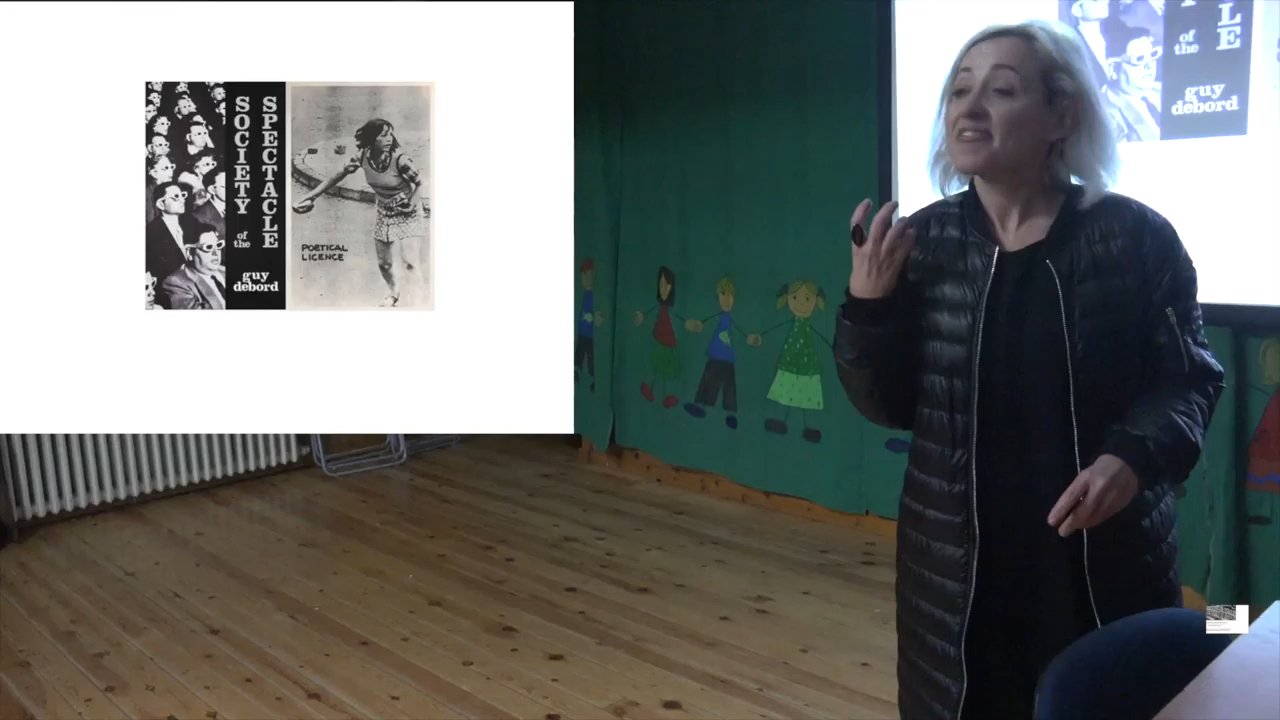 SOCIETY
of the
SPECTACLE
guy
debord
POETICAL
LICENCE
LE
of
the
guy
debord